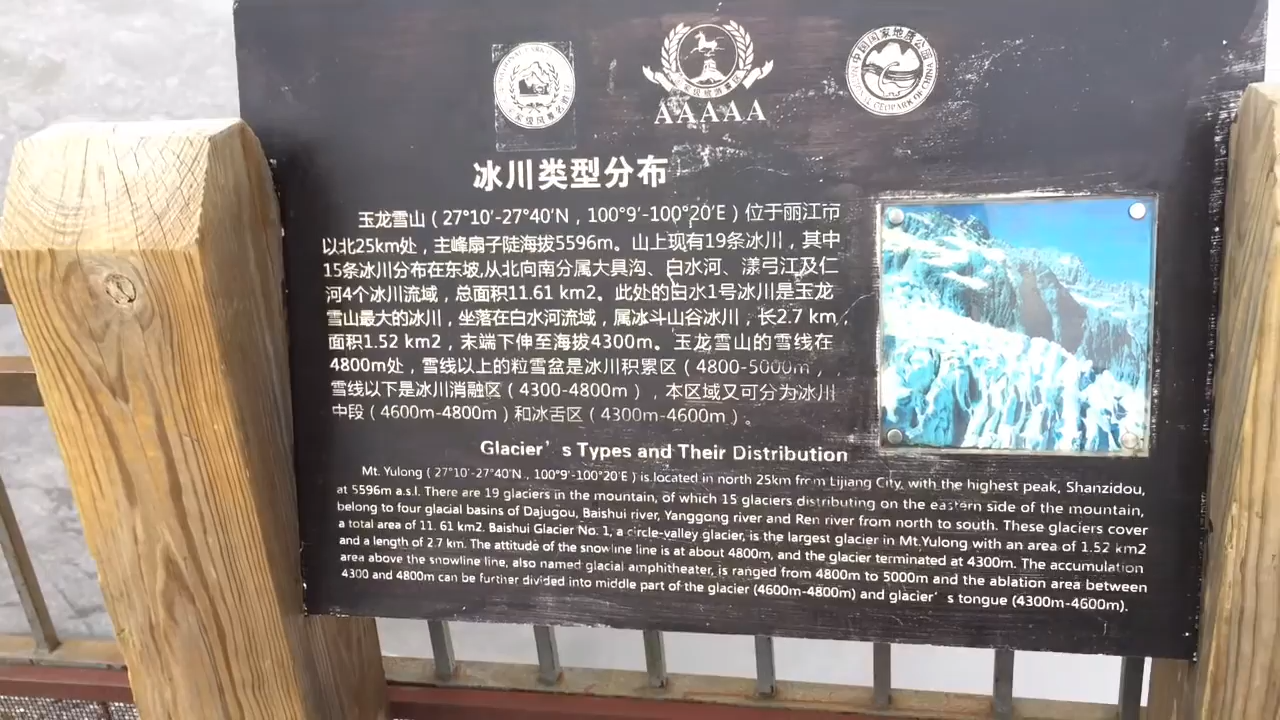 AAAAA
中国国家地质公园
NATIONAL GEOPARK OF CHINA
冰川类型分布
玉龙雪山（27°10′-27°40′N，100°9′-100°20′E）位于丽江市
以北25km处，主峰扇子陡海拔5596m。山上现有19条冰川，其中
15条冰川分布在东坡,从北向南分属大具沟、白水河、漾弓江及仁
河4个冰川流域，总面积11.61 km2。此处的白水1号冰川是玉龙
雪山最大的冰川，坐落在白水河流域，属冰斗山谷冰川，长2.7 km，
面积1.52 km2，末端下伸至海拔4300m。玉龙雪山的雪线在
4800m处，雪线以上的粒雪盆是冰川积累区（4800-5000m），
雪线以下是冰川消融区（4300-4800m），本区域又可分为冰川
中段（4600m-4800m）和冰舌区（4300m-4600m）。
Glacier's Types and Their Distribution
Mt. Yulong（27°10′-27°40′N，100°9′-100°20′E）is located in north 25km from Lijiang City, with the highest peak, Shanzidou,
at 5596m a.s.l. There are 19 glaciers in the mountain, of which 15 glaciers distributing on the eastern side of the mountain,
belong to four glacial basins of Dajugou, Baishui river, Yanggong river and Ren river from north to south. These glaciers cover
a total area of 11. 61 km2. Baishui Glacier No. 1, a circle-valley glacier, is the largest glacier in Mt.Yulong with an area of 1.52 km2
and a length of 2.7 km. The attitude of the snowline line is at about 4800m, and the glacier terminated at 4300m. The accumulation
area above the snowline line, also named glacial amphitheater, is ranged from 4800m to 5000m and the ablation area between
4300 and 4800m can be further divided into middle part of the glacier (4600m-4800m) and glacier's tongue (4300m-4600m).